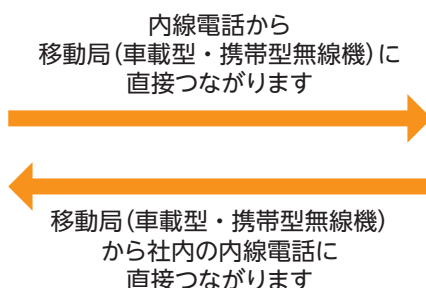 内線電話から
移動局(車載型・携帯型無線機)に
直接つながります
移動局(車載型・携帯型無線機)
から社内の内線電話に
直接つながります